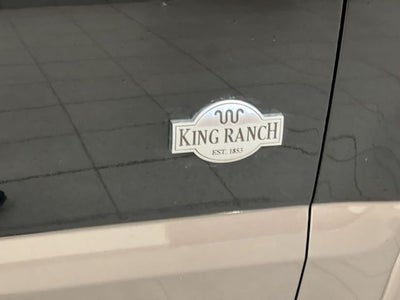 KING RANCH
EST. 1853